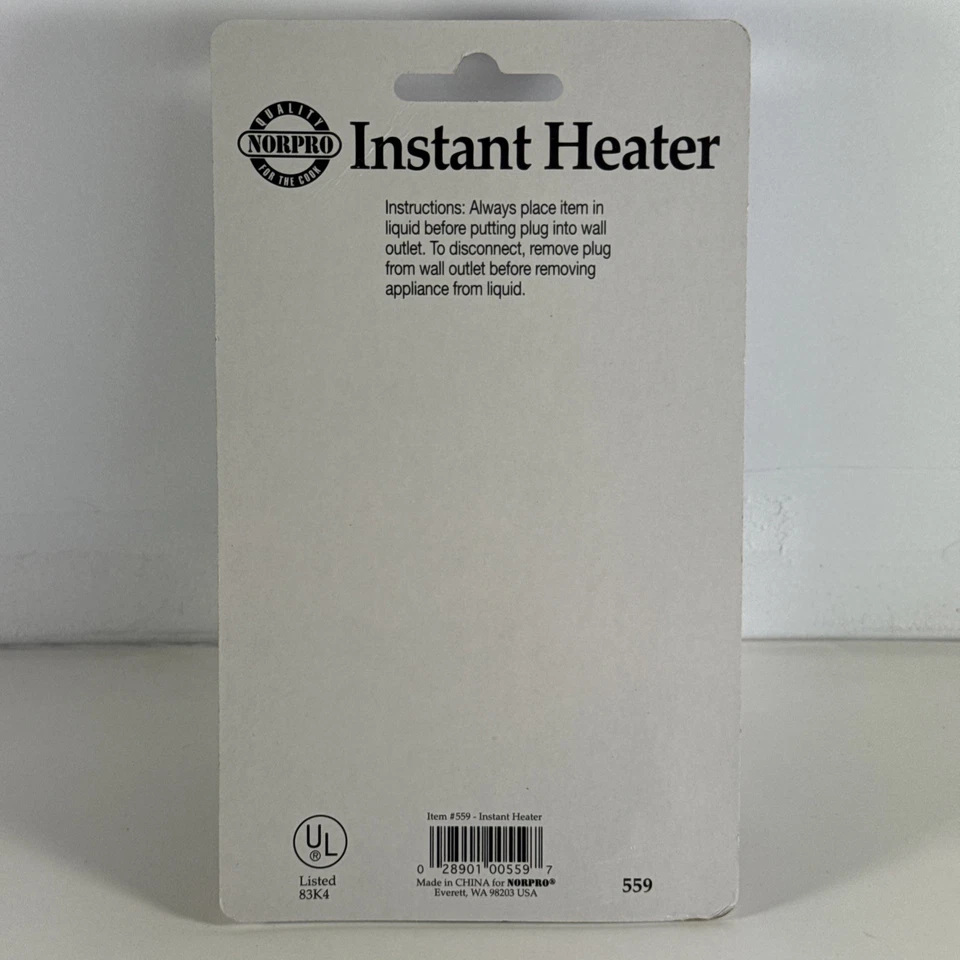 QUALITY
NORPRO
FOR THE COOK
Instant Heater
Instructions: Always place item in
liquid before putting plug into wall
outlet. To disconnect, remove plug
from wall outlet before removing
appliance from liquid.
UL
®
Listed
83K4
Item #559 - Instant Heater
0 28901 00559 7
Made in CHINA for NORPRO®
Everett, WA 98203 USA
559